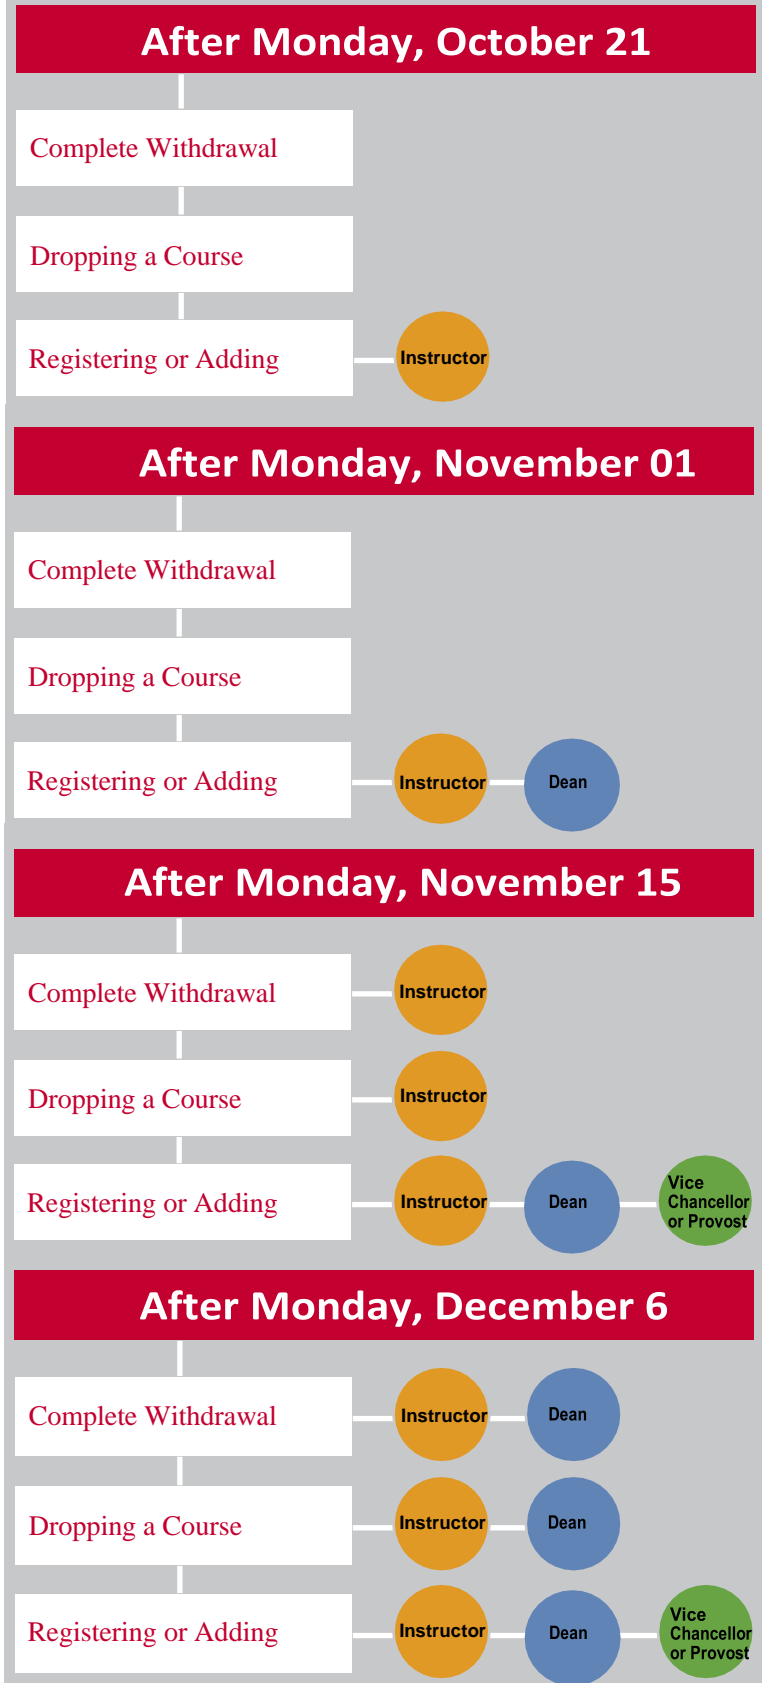 After Monday, October 21
Complete Withdrawal
Dropping a Course
Registering or Adding
Instructor
After Monday, November 01
Complete Withdrawal
Dropping a Course
Registering or Adding
Instructor
Dean
After Monday, November 15
Complete Withdrawal
Instructor
Dropping a Course
Instructor
Registering or Adding
Instructor
Dean
Vice
Chancellor
or Provost
After Monday, December 6
Complete Withdrawal
Instructor
Dean
Dropping a Course
Instructor
Dean
Registering or Adding
Instructor
Dean
Vice
Chancellor
or Provost